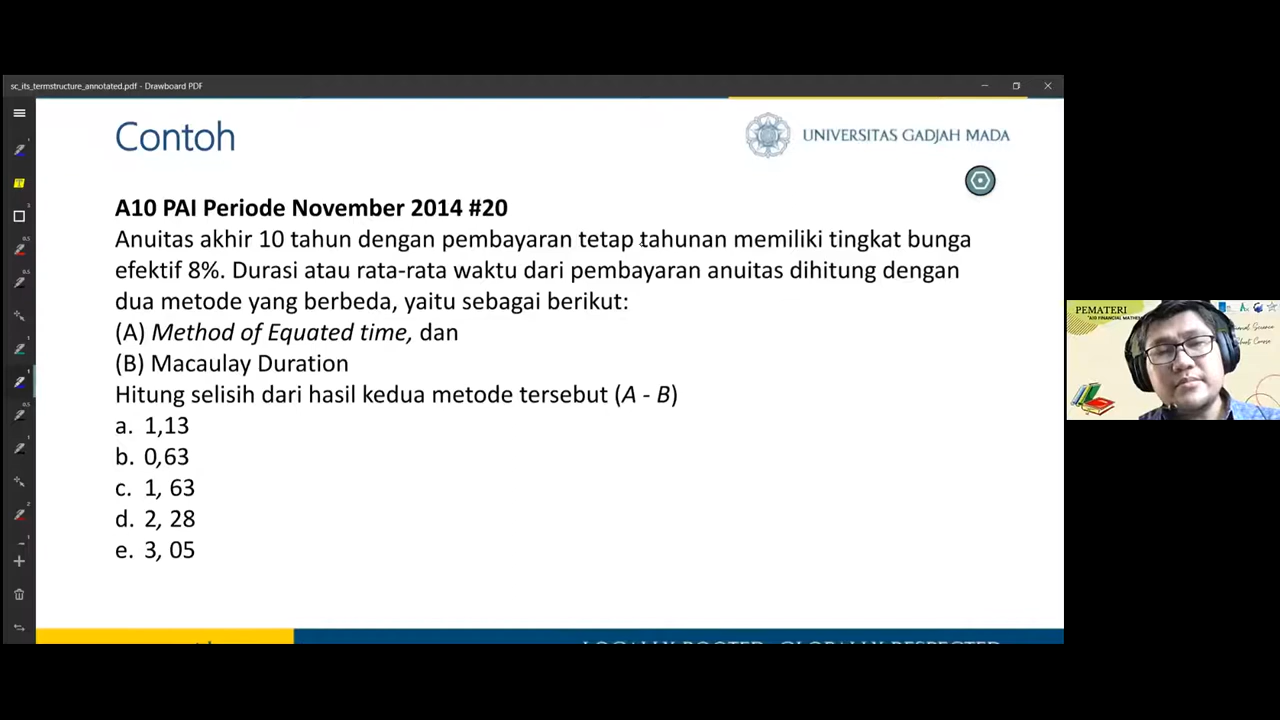 sc_its_termstructure_annotated.pdf - Drawboard PDF
Contoh
UNIVERSITAS GADJAH MADA
A10 PAI Periode November 2014 #20
Anuitas akhir 10 tahun dengan pembayaran tetap tahunan memiliki tingkat bunga
efektif 8%. Durasi atau rata-rata waktu dari pembayaran anuitas dihitung dengan
dua metode yang berbeda, yaitu sebagai berikut:
(A) Method of Equated time, dan
(B) Macaulay Duration
Hitung selisih dari hasil kedua metode tersebut (A - B)
a. 1,13
b. 0,63
c. 1, 63
d. 2, 28
e. 3, 05
PEMATERI